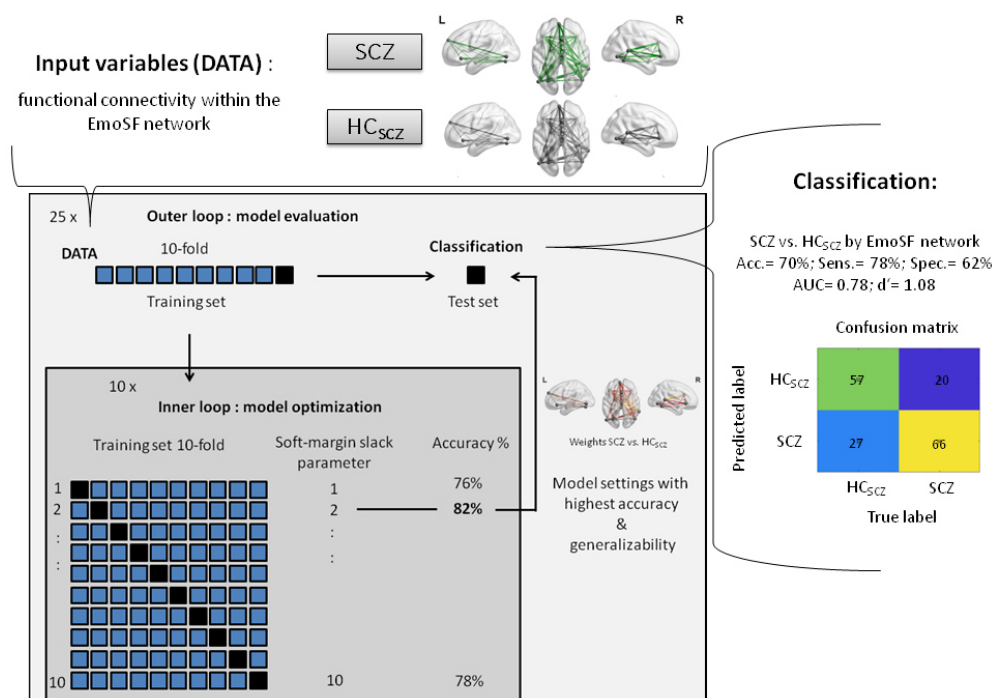 Input variables (DATA) :
functional connectivity within the
EmoSF network
SCZ
HCSCZ
L
R
25 x
Outer loop : model evaluation
DATA
10-fold
Training set
Classification
Test set
10 x
Inner loop : model optimization
Training set 10-fold
Soft-margin slack
parameter
Accuracy %
1
1
76%
2
2
82%
:
:
:
:
10
10
78%
L
R
Weights SCZ vs. HCSCZ
Model settings with
highest accuracy
&
generalizability
Classification:
SCZ vs. HCSCZ by EmoSF network
Acc.= 70%; Sens.= 78%; Spec.= 62%
AUC= 0.78; d'= 1.08
Confusion matrix
Predicted label
HCSCZ
57
20
SCZ
27
66
HCSCZ
SCZ
True label